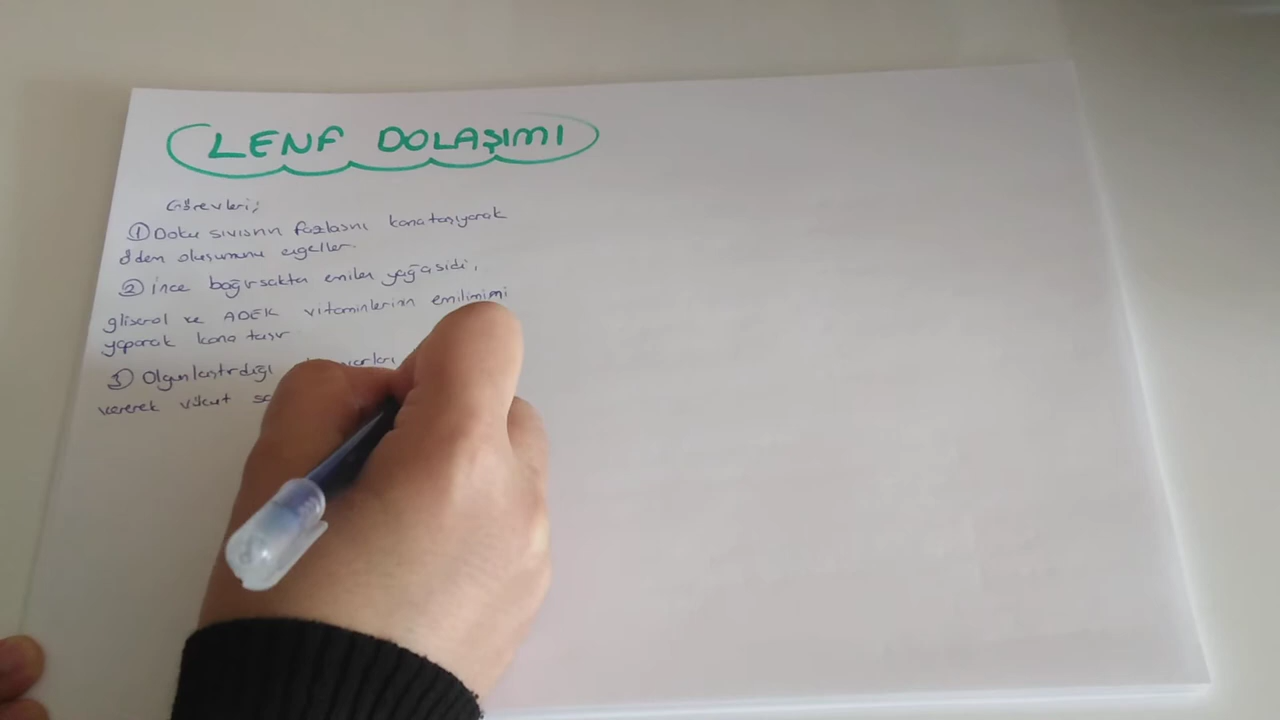 LENF DOLAŞIMI
Görevleri;
① Doku sıvısının fazlasını kana taşıyarak
ödem oluşumunu engeller.
② İnce bağırsaktan emilen yağ asidi,
gliserol ve ADEK vitaminlerinin emilimini
yaparak kana taşır
③ Olgunlaştırdığı
vererek vücut